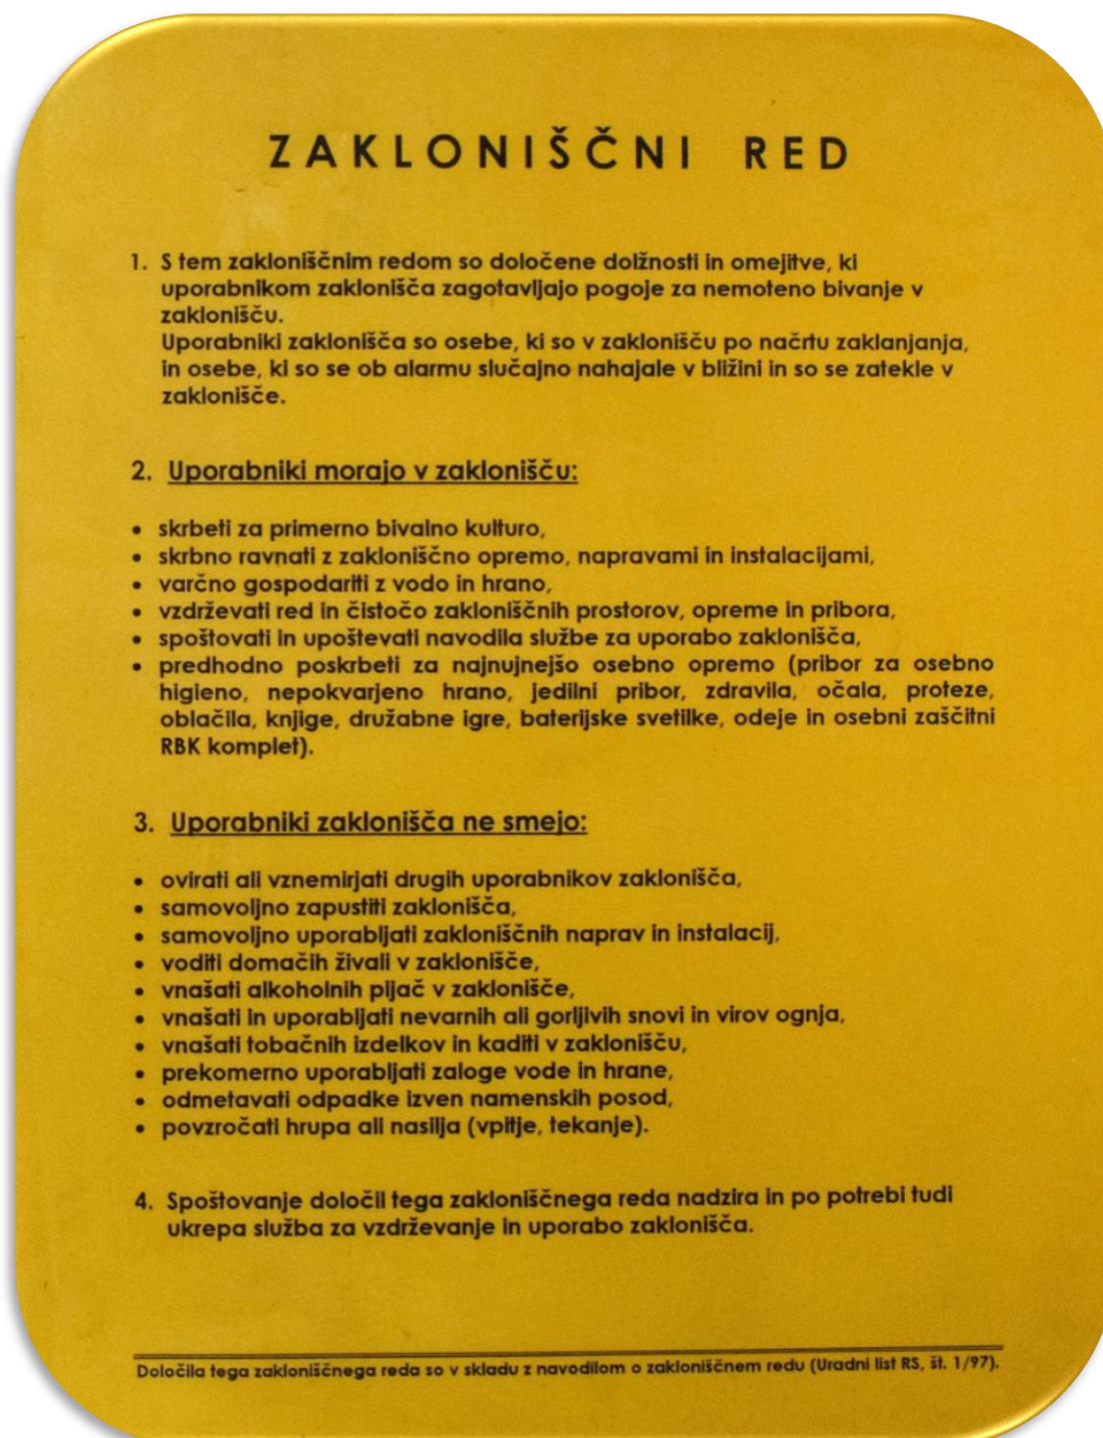 ZAKLONIŠČNI RED
1. S tem zakloniščnim redom so določene dolžnosti in omejitve, ki
uporabnikom zaklonišča zagotavljajo pogoje za nemoteno bivanje v
zaklonišču.
Uporabniki zaklonišča so osebe, ki so v zaklonišču po načrtu zaklanjanja,
in osebe, ki so se ob alarmu slučajno nahajale v bližini in so se zatekle v
zaklonišče.
2. Uporabniki morajo v zaklonišču:
• skrbeti za primerno bivalno kulturo,
• skrbno ravnati z zakloniščno opremo, napravami in instalacijami,
• varčno gospodariti z vodo in hrano,
• vzdrževati red in čistočo zakloniščnih prostorov, opreme in pribora,
• spoštovati in upoštevati navodila službe za uporabo zaklonišča,
• predhodno poskrbeti za najnujnejšo osebno opremo (pribor za osebno
higieno, nepokvarjeno hrano, jedilni pribor, zdravila, očala, proteze,
oblačila, knjige, družabne igre, baterijske svetilke, odeje in osebni zaščitni
RBK komplet).
3. Uporabniki zaklonišča ne smejo:
• ovirati ali vznemirjati drugih uporabnikov zaklonišča,
• samovoljno zapustiti zaklonišča,
• samovoljno uporabljati zakloniščnih naprav in instalacij,
• voditi domačih živali v zaklonišče,
• vnašati alkoholnih pijač v zaklonišče,
• vnašati in uporabljati nevarnih ali gorljivih snovi in virov ognja,
• vnašati tobačnih izdelkov in kaditi v zaklonišču,
• prekomerno uporabljati zaloge vode in hrane,
• odmetavati odpadke izven namenskih posod,
• povzročati hrupa ali nasilja (vpitje, tekanje).
4. Spoštovanje določil tega zakloniščnega reda nadzira in po potrebi tudi
ukrepa služba za vzdrževanje in uporabo zaklonišča.
Določila tega zakloniščnega reda so v skladu z navodilom o zakloniščnem redu (Uradni list RS, št. 1/97).